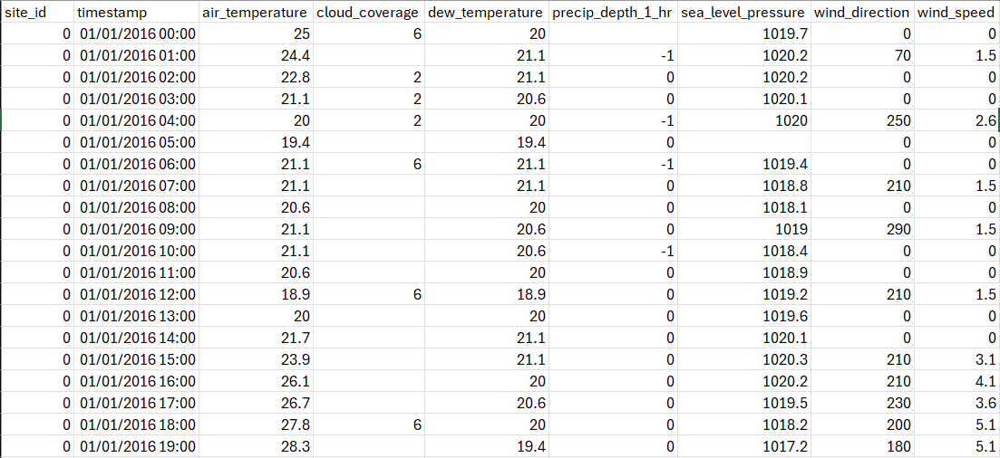 site_id timestamp air_temperature cloud_coverage dew_temperature precip_depth_1_hr sea_level_pressure wind_direction wind_speed
0 01/01/2016 00:00 25 6 20 1019.7 0 0
0 01/01/2016 01:00 24.4 21.1 -1 1020.2 70 1.5
0 01/01/2016 02:00 22.8 2 21.1 0 1020.2 0 0
0 01/01/2016 03:00 21.1 2 20.6 0 1020.1 0 0
0 01/01/2016 04:00 20 2 20 -1 1020 250 2.6
0 01/01/2016 05:00 19.4 19.4 0 0 0
0 01/01/2016 06:00 21.1 6 21.1 -1 1019.4 0 0
0 01/01/2016 07:00 21.1 21.1 0 1018.8 210 1.5
0 01/01/2016 08:00 20.6 20 0 1018.1 0 0
0 01/01/2016 09:00 21.1 20.6 0 1019 290 1.5
0 01/01/2016 10:00 21.1 20.6 -1 1018.4 0 0
0 01/01/2016 11:00 20.6 20 0 1018.9 0 0
0 01/01/2016 12:00 18.9 6 18.9 0 1019.2 210 1.5
0 01/01/2016 13:00 20 20 0 1019.6 0 0
0 01/01/2016 14:00 21.7 21.1 0 1020.1 0 0
0 01/01/2016 15:00 23.9 21.1 0 1020.3 210 3.1
0 01/01/2016 16:00 26.1 20 0 1020.2 210 4.1
0 01/01/2016 17:00 26.7 20.6 0 1019.5 230 3.6
0 01/01/2016 18:00 27.8 6 20 0 1018.2 200 5.1
0 01/01/2016 19:00 28.3 19.4 0 1017.2 180 5.1